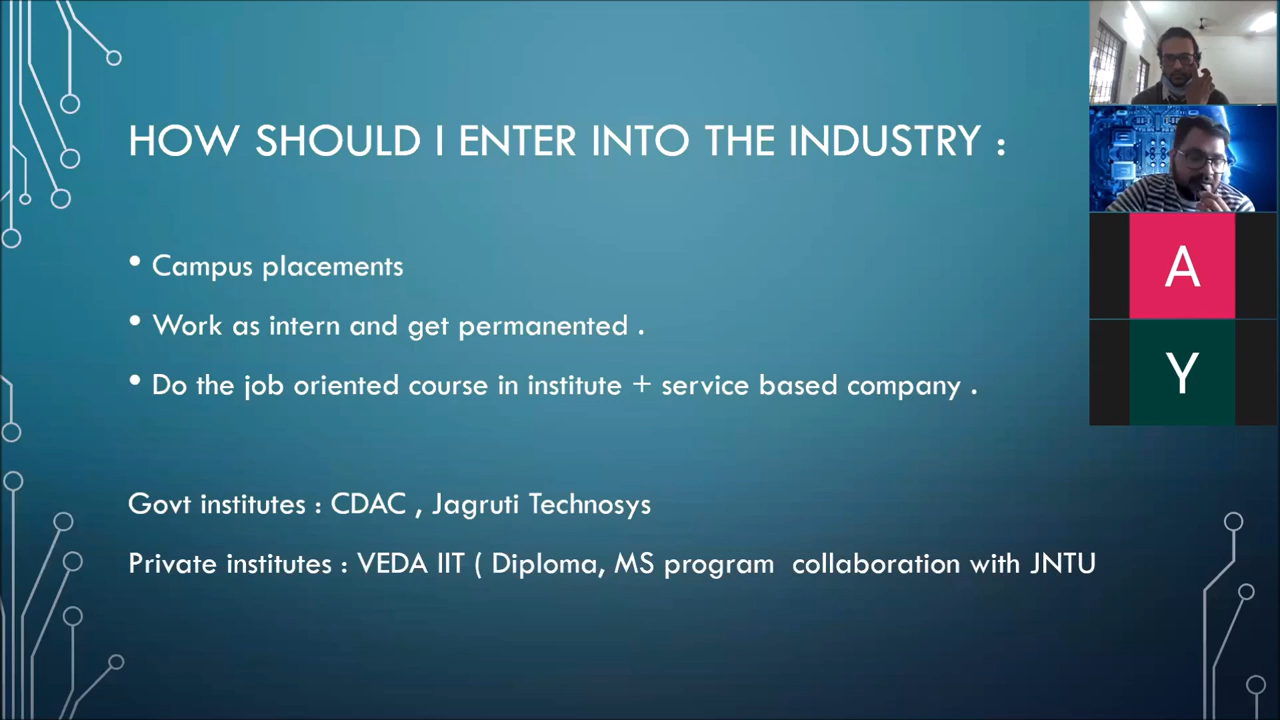 HOW SHOULD I ENTER INTO THE INDUSTRY :
• Campus placements
• Work as intern and get permanented .
• Do the job oriented course in institute + service based company .
Govt institutes : CDAC , Jagruti Technosys
Private institutes : VEDA IIT ( Diploma, MS program collaboration with JNTU
A
Y